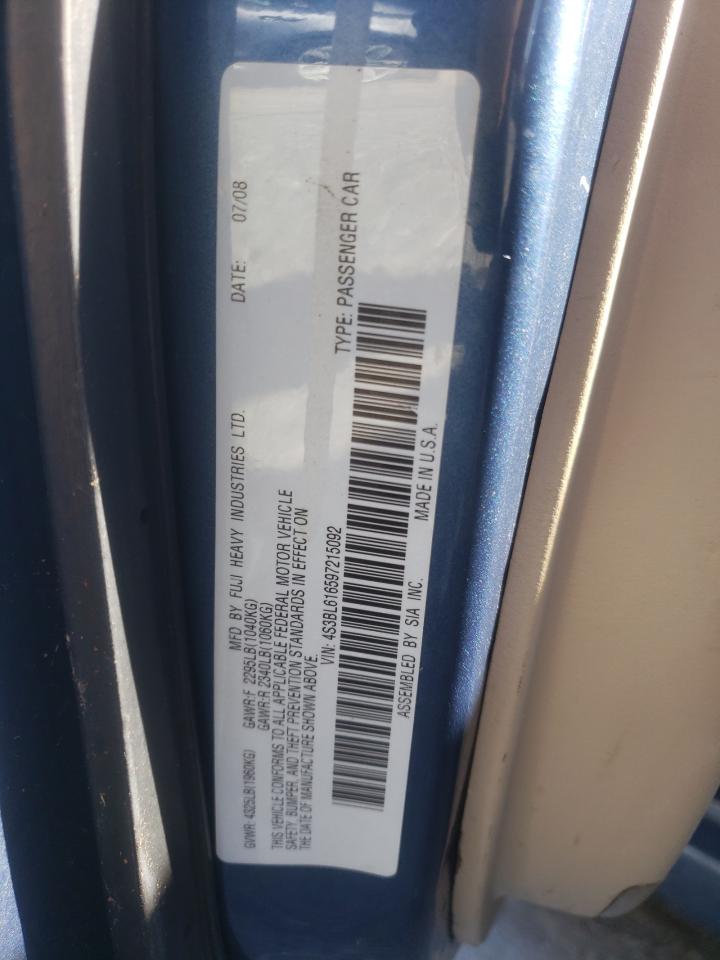 MFD BY FUJI HEAVY INDUSTRIES LTD. DATE: 07/08
GVWR: 4325LB(1960KG) GAWR:F 2295LB(1040KG)
GAWR:R 2340LB(1060KG)
THIS VEHICLE CONFORMS TO ALL APPLICABLE FEDERAL MOTOR VEHICLE
SAFETY, BUMPER, AND THEFT PREVENTION STANDARDS IN EFFECT ON
THE DATE OF MANUFACTURE SHOWN ABOVE.
VIN: 4S3BL616597215092 TYPE: PASSENGER CAR
ASSEMBLED BY SIA INC. MADE IN U.S.A.